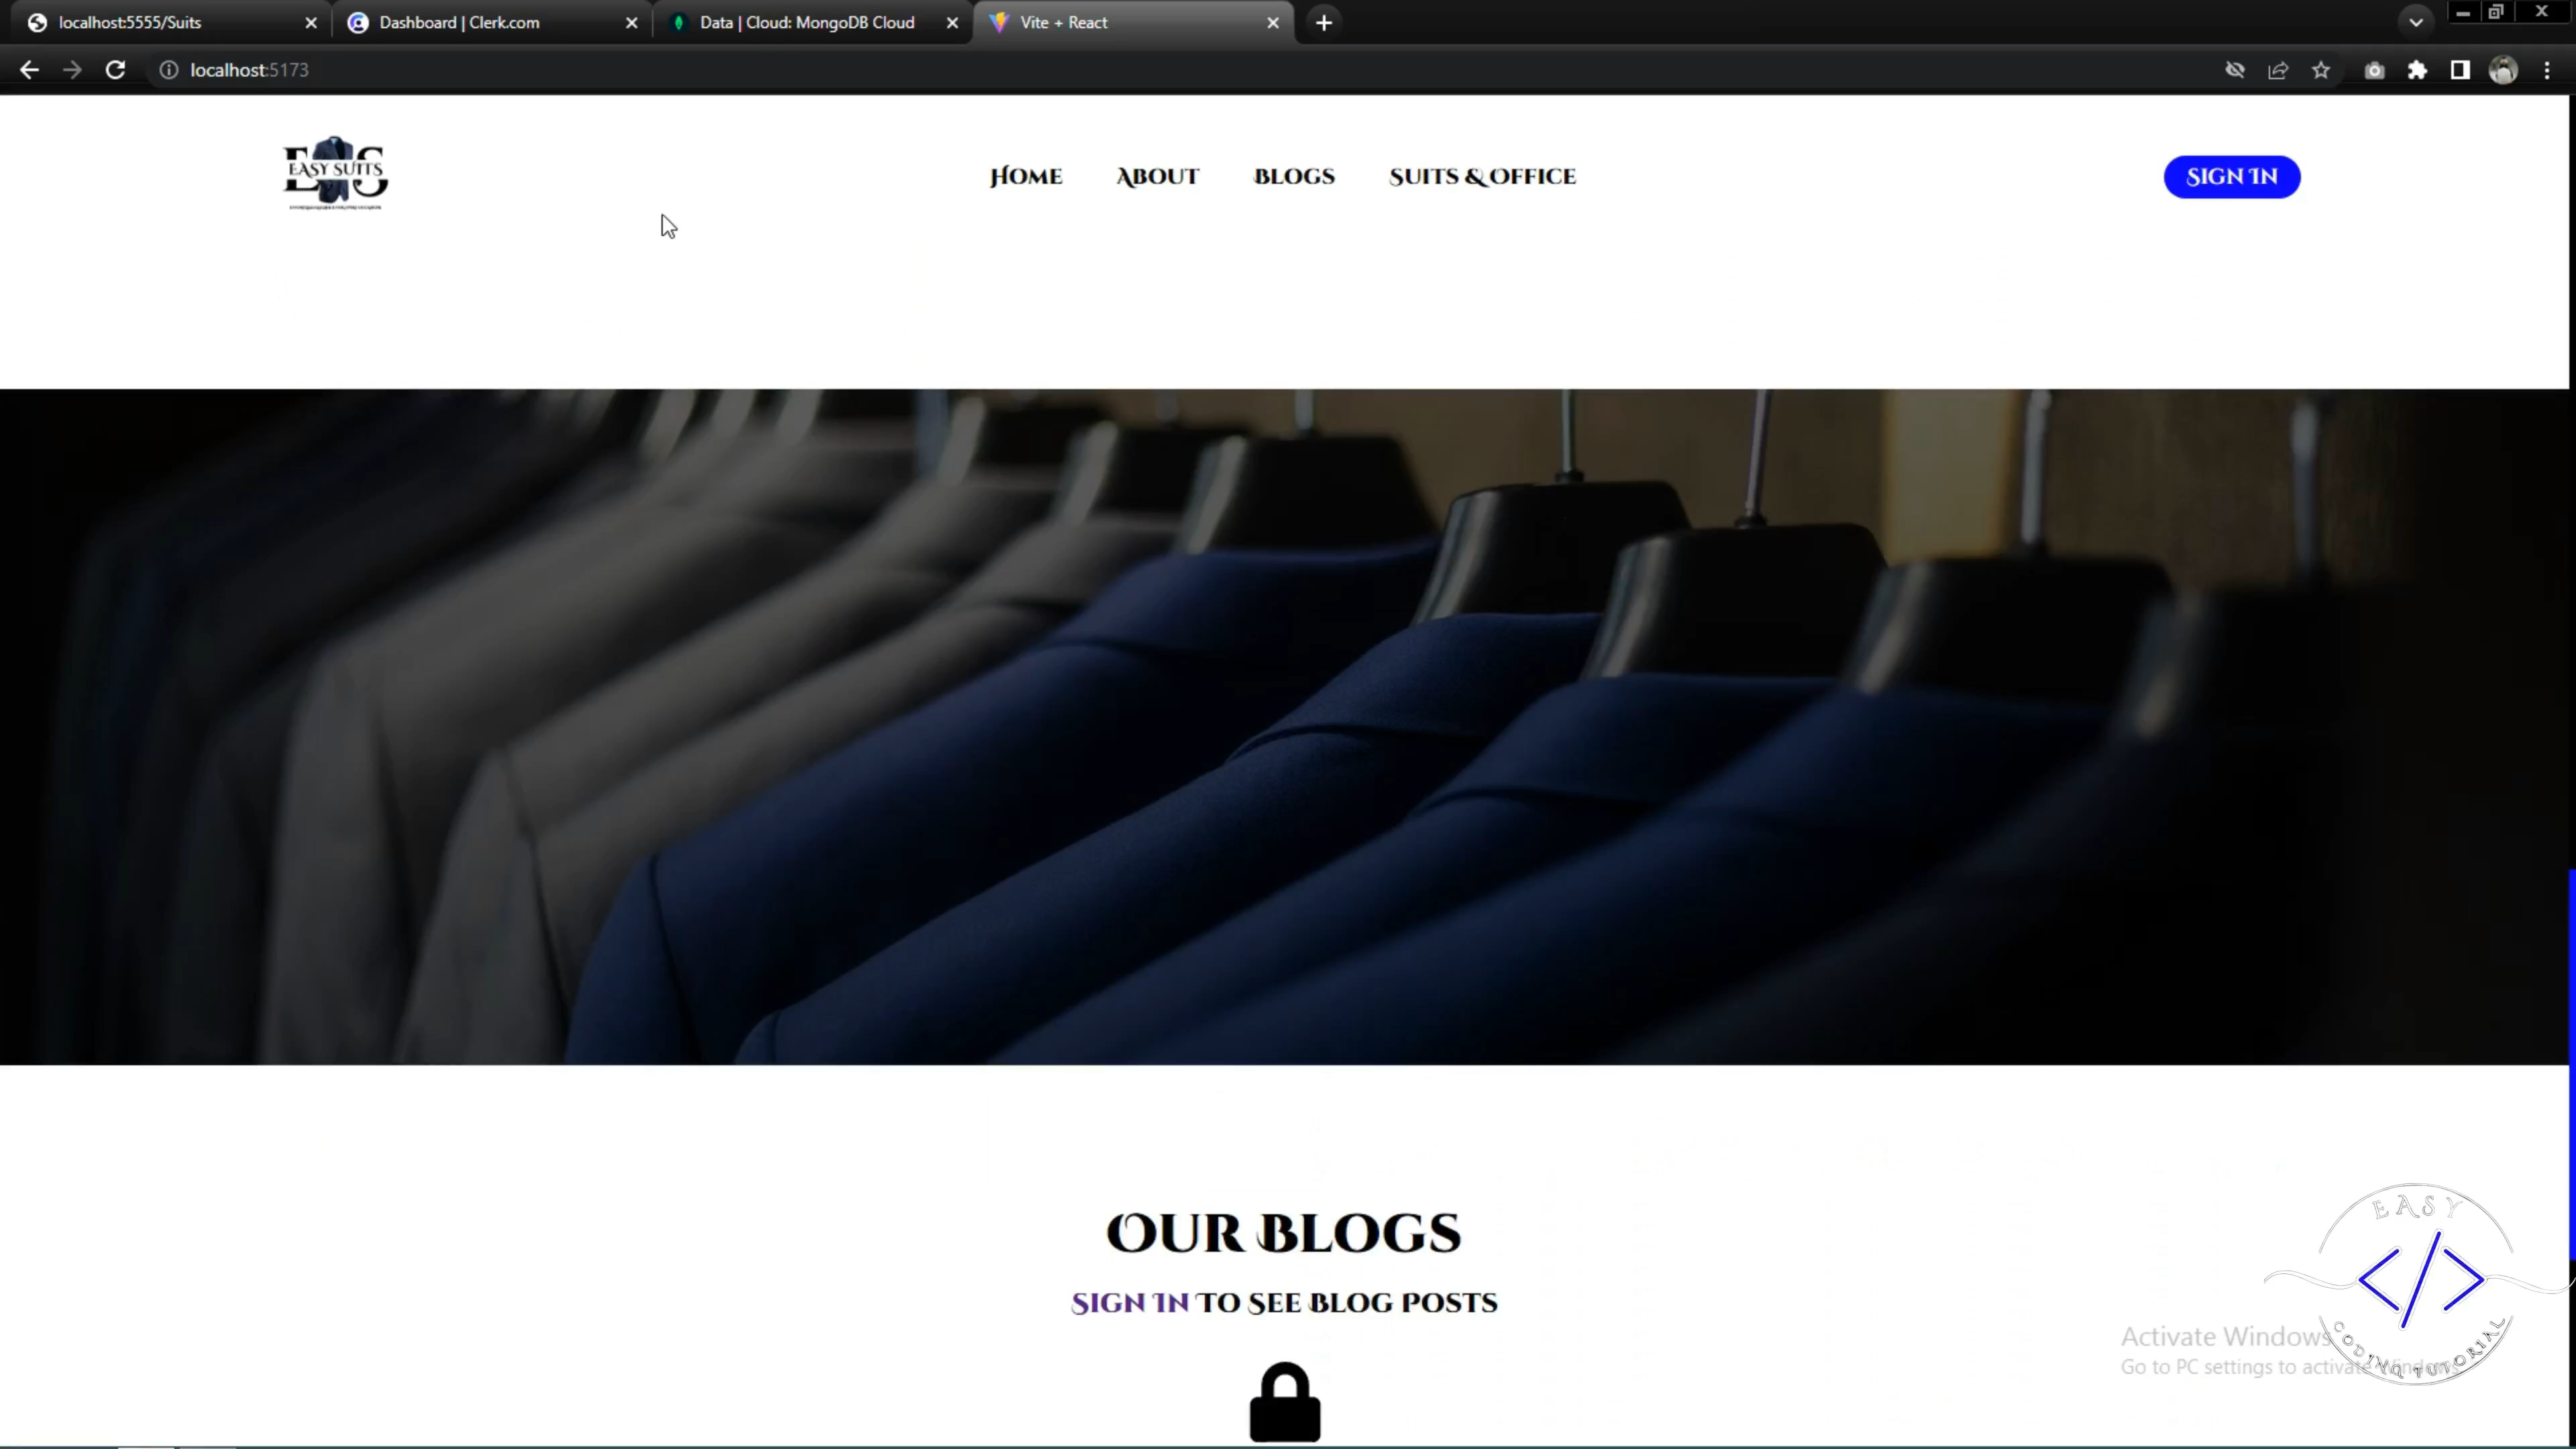 localhost:5555/Suits
Dashboard | Clerk.com
Data | Cloud: MongoDB Cloud
Vite + React
localhost:5173
EASY SUITS
HOME
ABOUT
BLOGS
SUITS & OFFICE
SIGN IN
OUR BLOGS
SIGN IN TO SEE BLOG POSTS
EASY
</>
CODING TUTORIAL
Activate Windows
Go to PC settings to activate Windows.